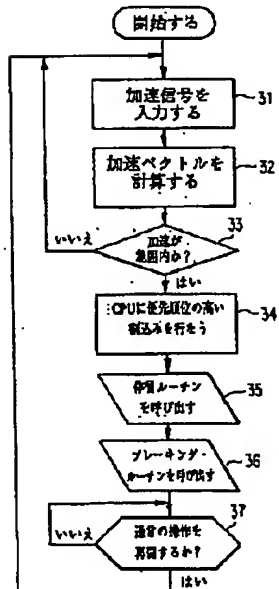 開始する
加速信号を
入力する
31
加速ベクトルを
計算する
32
加速が
範囲内か?
33
いいえ
はい
CPUに優先順位の高い
割込みを行なう
34
ルーチン
を呼び出す
35
ブレーキング・
ルーチンを呼び出す
36
通常の操作を
再開するか?
37
いいえ
はい